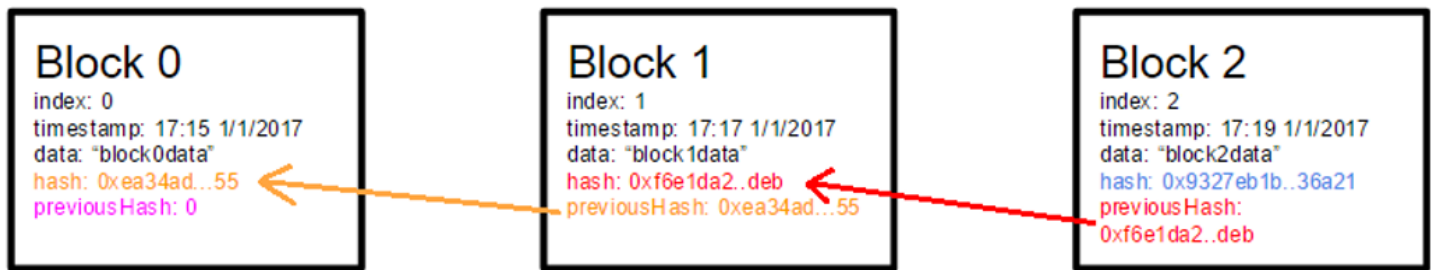 Block 0
index: 0
timestamp: 17:15 1/1/2017
data: “block0data”
hash: 0xea34ad...55
previousHash: 0
Block 1
index: 1
timestamp: 17:17 1/1/2017
data: “block1data”
hash: 0xf6e1da2..deb
previousHash: 0xea34ad...55
Block 2
index: 2
timestamp: 17:19 1/1/2017
data: “block2data”
hash: 0x9327eb1b..36a21
previousHash:
0xf6e1da2..deb